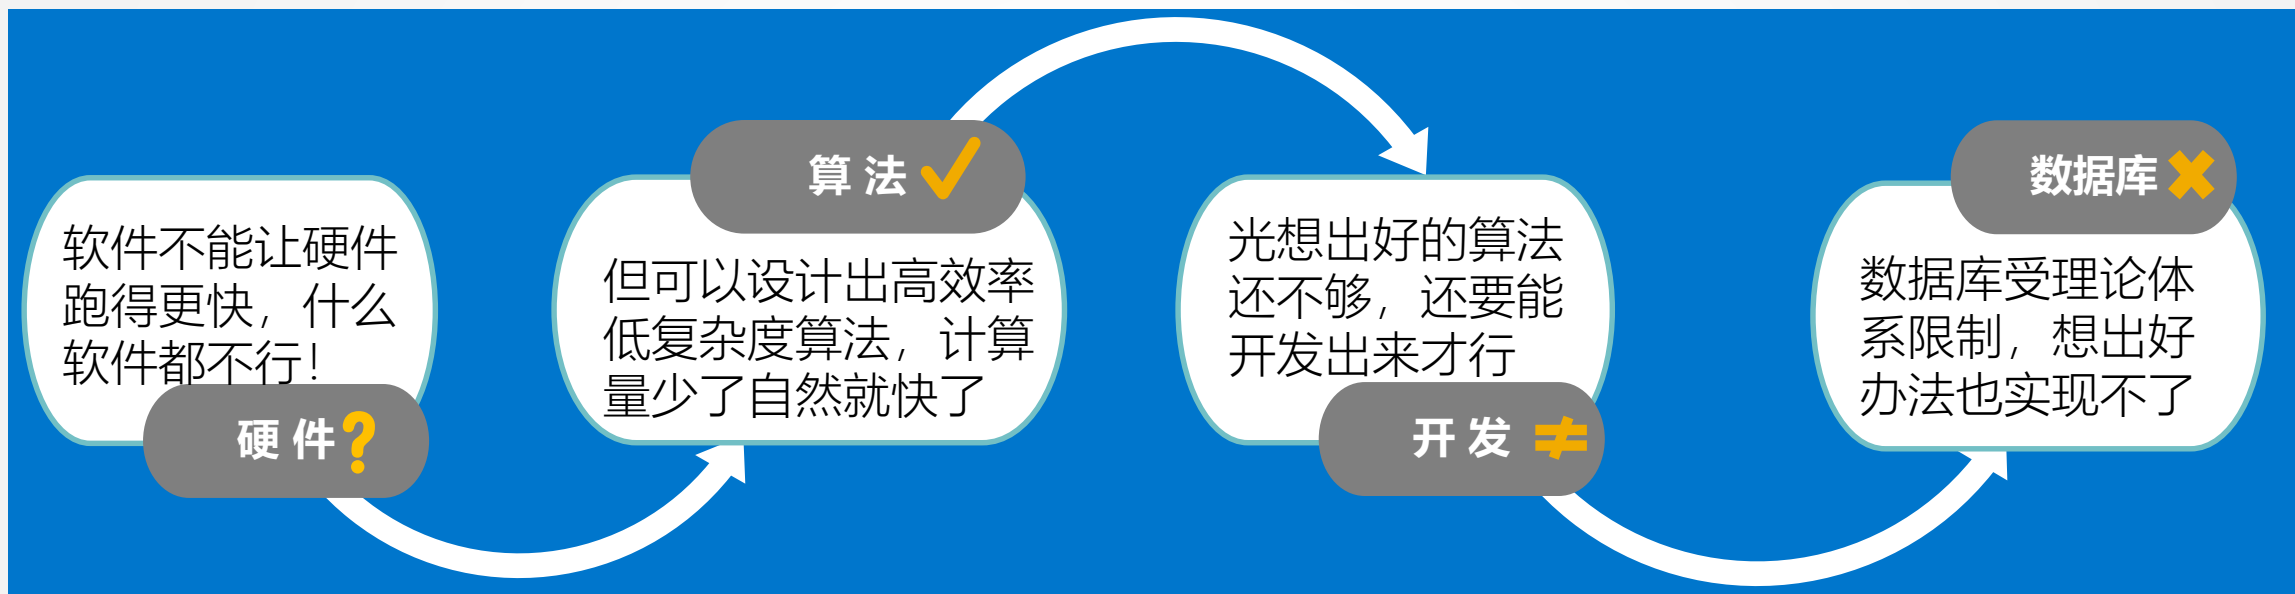 软件不能让硬件
跑得更快，什么
软件都不行！
硬 件?
算 法
但可以设计出高效率
低复杂度算法，计算
量少了自然就快了
光想出好的算法
还不够，还要能
开发出来才行
开 发 ≠
数据库
数据库受理论体
系限制，想出好
办法也实现不了